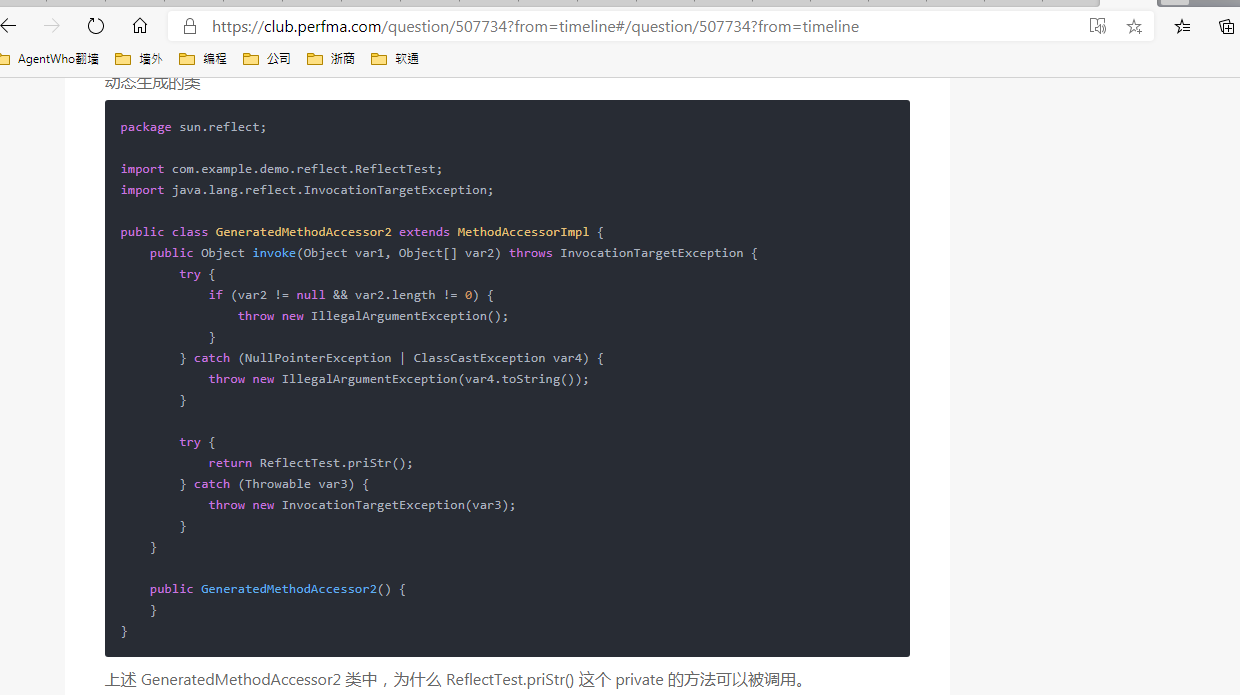 https://club.perfma.com/question/507734?from=timeline#/question/507734?from=timeline
AgentWho翻墙 墙外 编程 公司 浙商 软通
动态生成的类
package sun.reflect;
import com.example.demo.reflect.ReflectTest;
import java.lang.reflect.InvocationTargetException;
public class GeneratedMethodAccessor2 extends MethodAccessorImpl {
public Object invoke(Object var1, Object[] var2) throws InvocationTargetException {
try {
if (var2 != null && var2.length != 0) {
throw new IllegalArgumentException();
}
} catch (NullPointerException | ClassCastException var4) {
throw new IllegalArgumentException(var4.toString());
}
try {
return ReflectTest.priStr();
} catch (Throwable var3) {
throw new InvocationTargetException(var3);
}
}
public GeneratedMethodAccessor2() {
}
}
上述 GeneratedMethodAccessor2 类中，为什么 ReflectTest.priStr() 这个 private 的方法可以被调用。